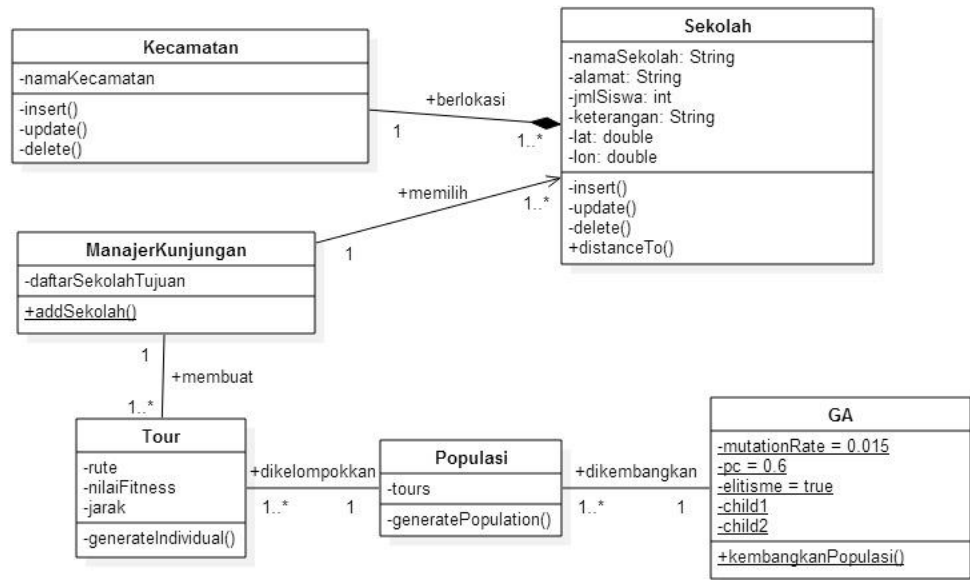 Kecamatan
-namaKecamatan
-insert()
-update()
-delete()
+berlokasi
1
1..*
Sekolah
-namaSekolah: String
-alamat: String
-jmlSiswa: int
-keterangan: String
-lat: double
-lon: double
-insert()
-update()
-delete()
+distanceTo()
+memilih
1..*
1
ManajerKunjungan
-daftarSekolahTujuan
+addSekolah()
1
+membuat
1..*
Tour
-rute
-nilaiFitness
-jarak
-generateIndividual()
+dikelompokkan
1..*
1
Populasi
-tours
-generatePopulation()
+dikembangkan
1..*
1
GA
-mutationRate = 0.015
-pc = 0.6
-elitisme = true
-child1
-child2
+kembangkanPopulasi()